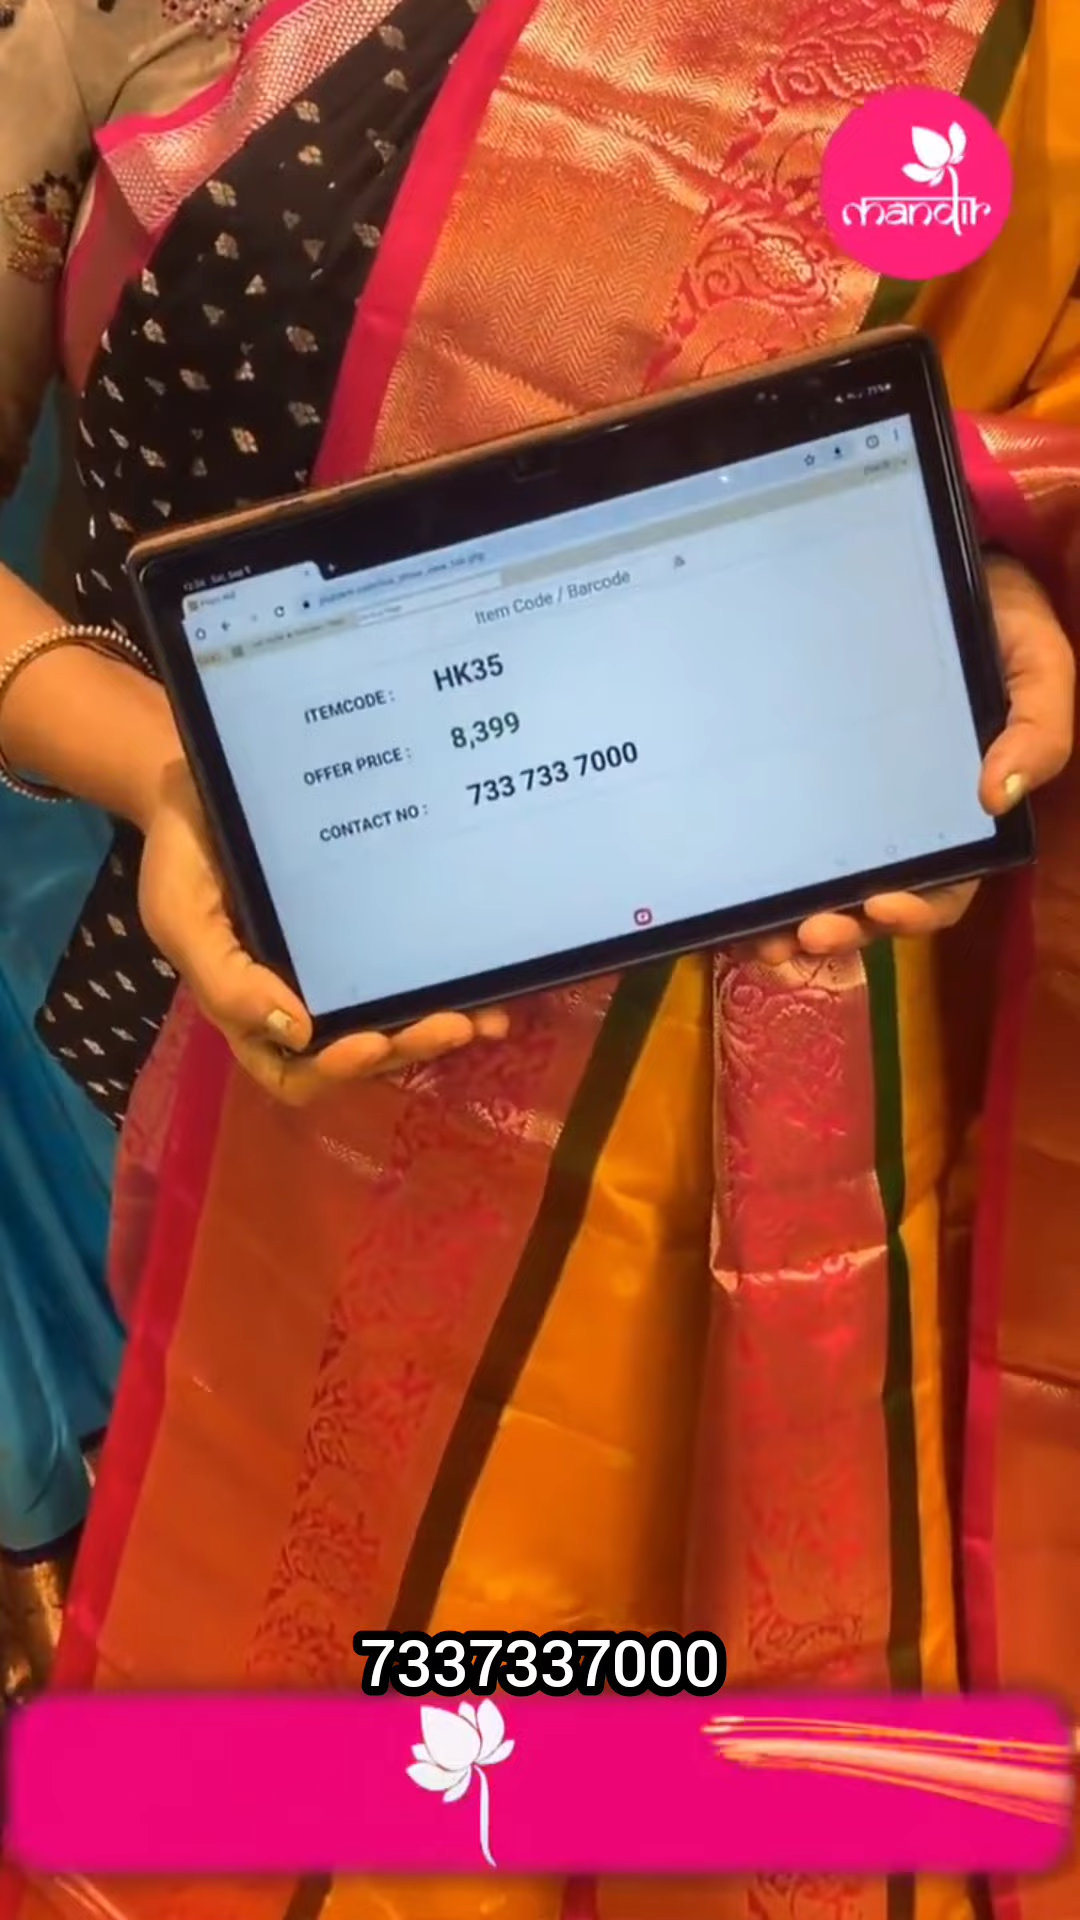 mandir
Item Code / Barcode
ITEMCODE : HK35
OFFER PRICE : 8,399
CONTACT NO : 733 733 7000
7337337000